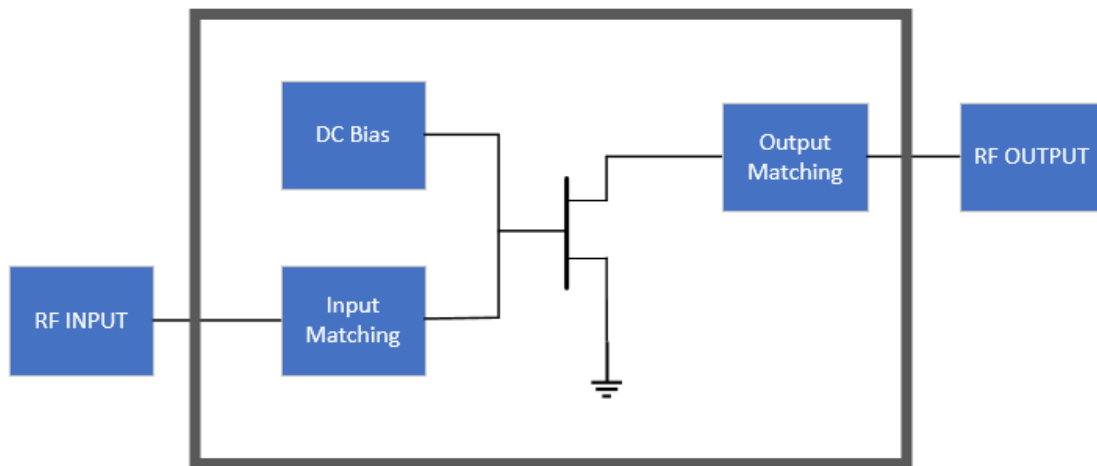 DC Bias
Output
Matching
RF OUTPUT
RF INPUT
Input
Matching